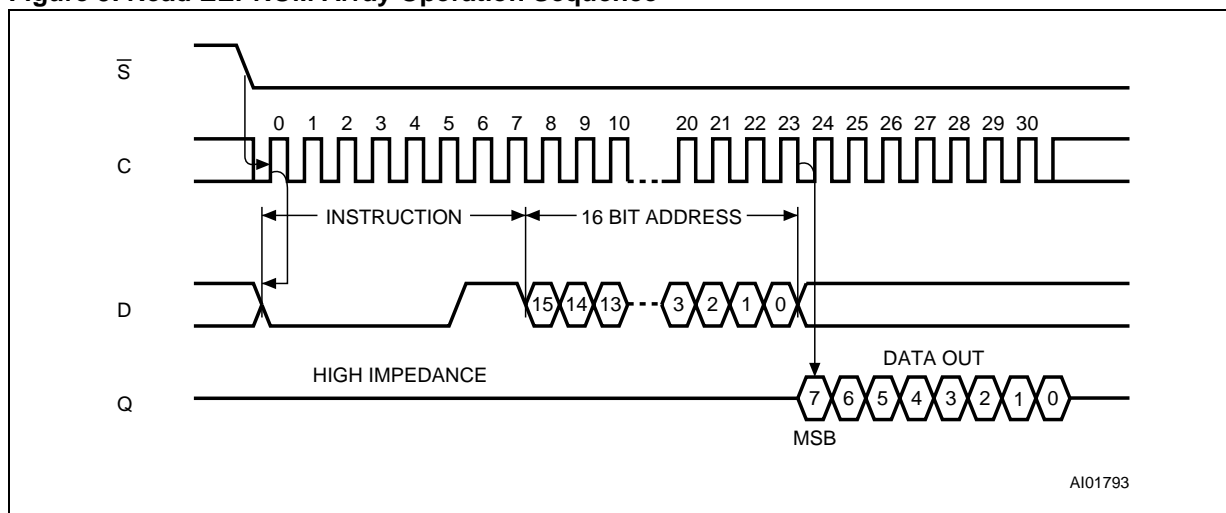 Figure 8. Read EEPROM Array Operation Sequence
S
0 1 2 3 4 5 6 7 8 9 10 20 21 22 23 24 25 26 27 28 29 30
C
INSTRUCTION 16 BIT ADDRESS
D 15 14 13 3 2 1 0
DATA OUT
HIGH IMPEDANCE
Q 7 6 5 4 3 2 1 0
MSB
AI01793